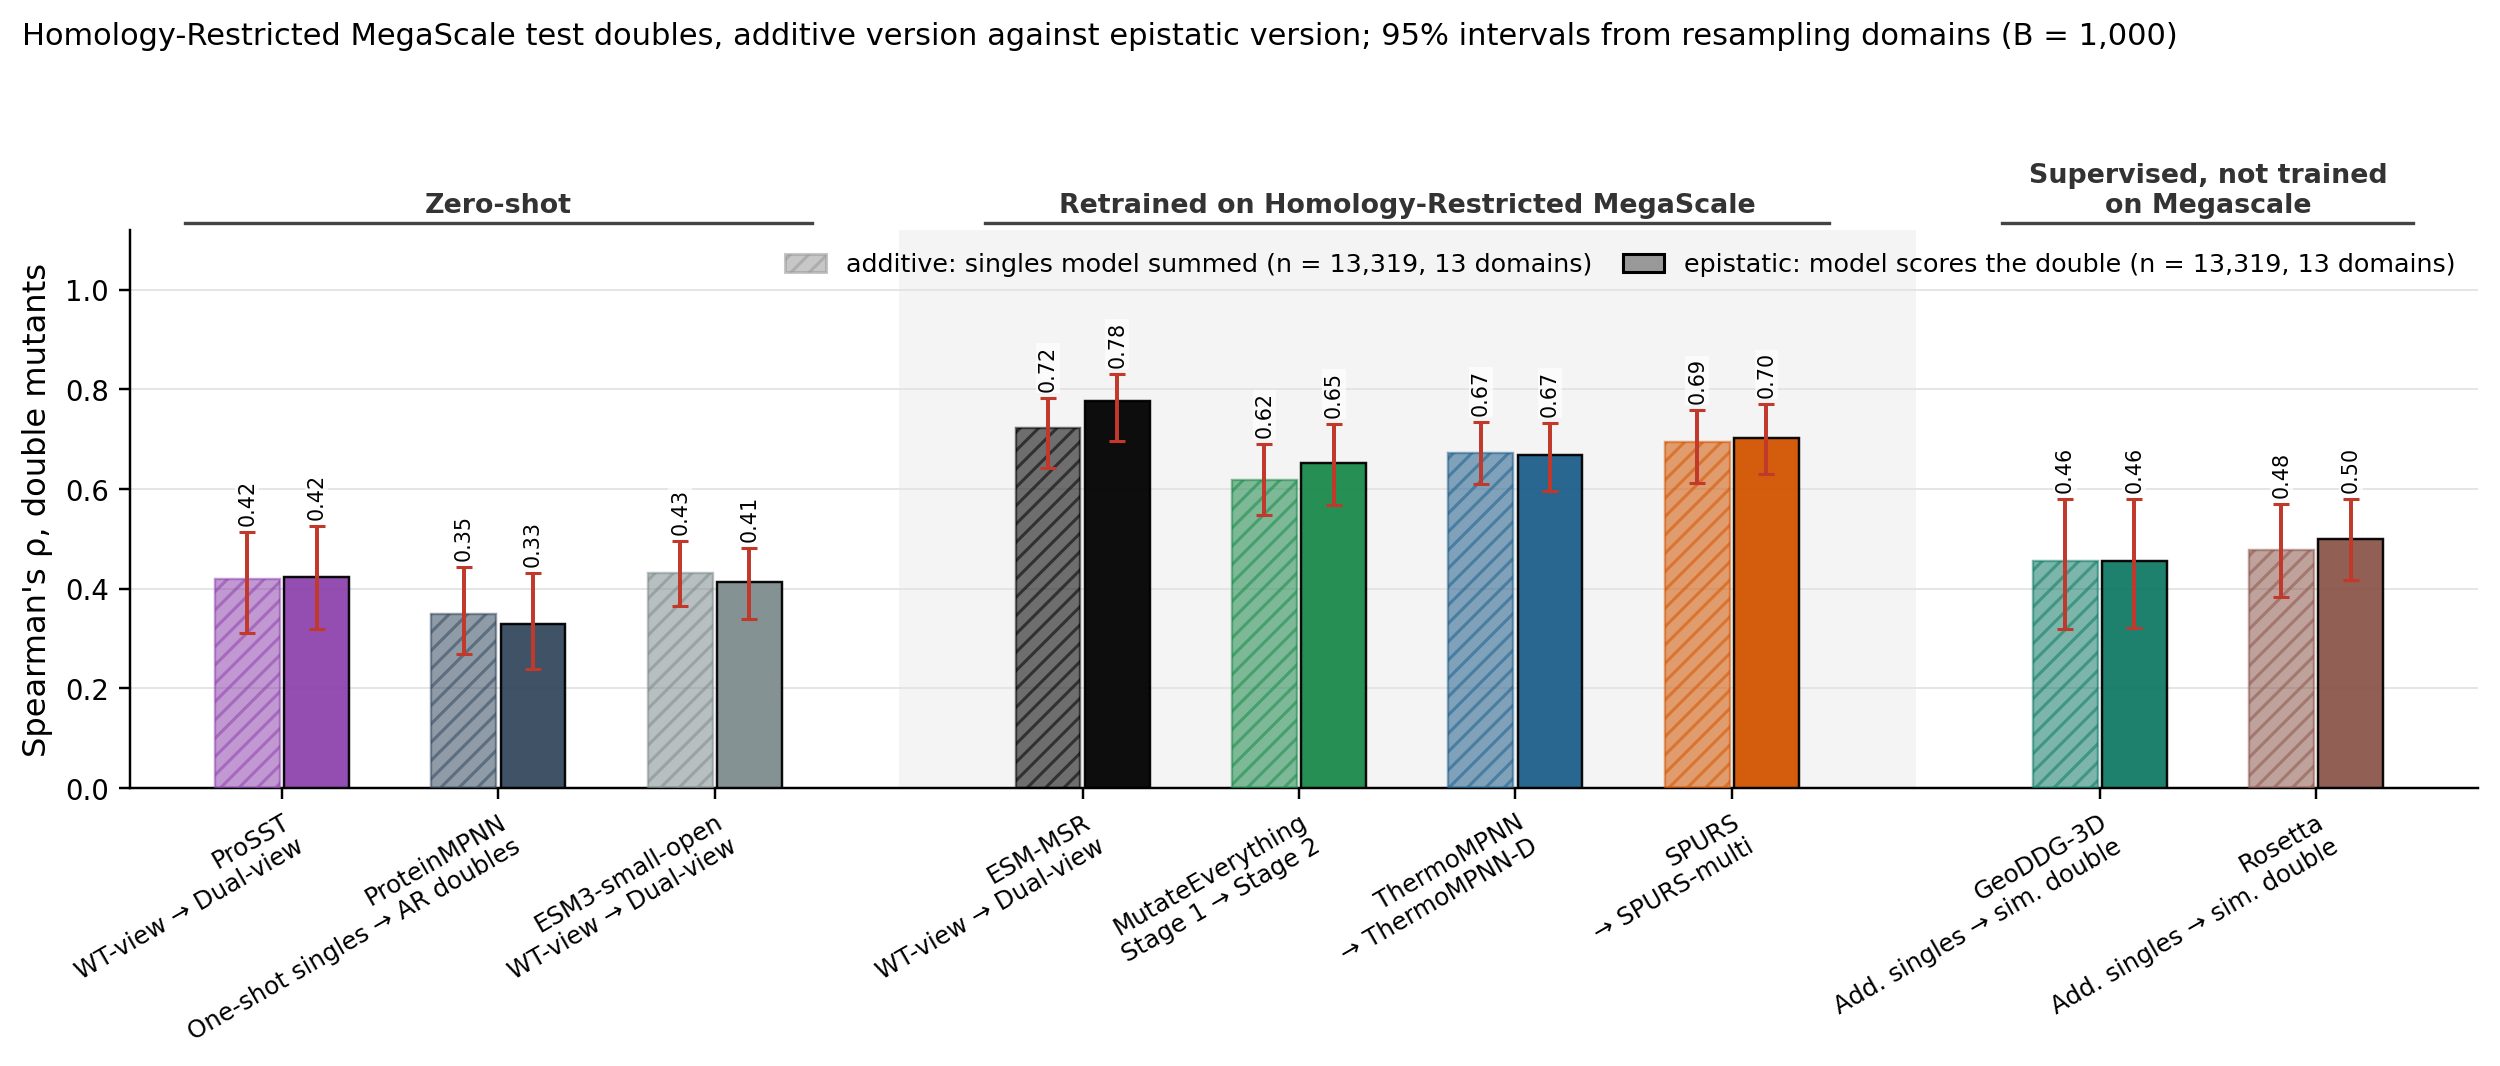 Homology-Restricted MegaScale test doubles, additive version against epistatic version; 95% intervals from resampling domains (B = 1,000)
Zero-shot
Retrained on Homology-Restricted MegaScale
Supervised, not trained
on Megascale
additive: singles model summed (n = 13,319, 13 domains)
epistatic: model scores the double (n = 13,319, 13 domains)
Spearman's ρ, double mutants
1.0
0.8
0.6
0.4
0.2
0.0
0.42
0.42
0.35
0.33
0.43
0.41
0.72
0.78
0.62
0.65
0.67
0.67
0.69
0.70
0.46
0.46
0.48
0.50
ProSST
WT-view → Dual-view
ProteinMPNN
One-shot singles → AR doubles
ESM3-small-open
WT-view → Dual-view
ESM-MSR
WT-view → Dual-view
MutateEverything
Stage 1 → Stage 2
ThermoMPNN
→ ThermoMPNN-D
SPURS
→ SPURS-multi
GeoDDG-3D
Add. singles → sim. double
Rosetta
Add. singles → sim. double